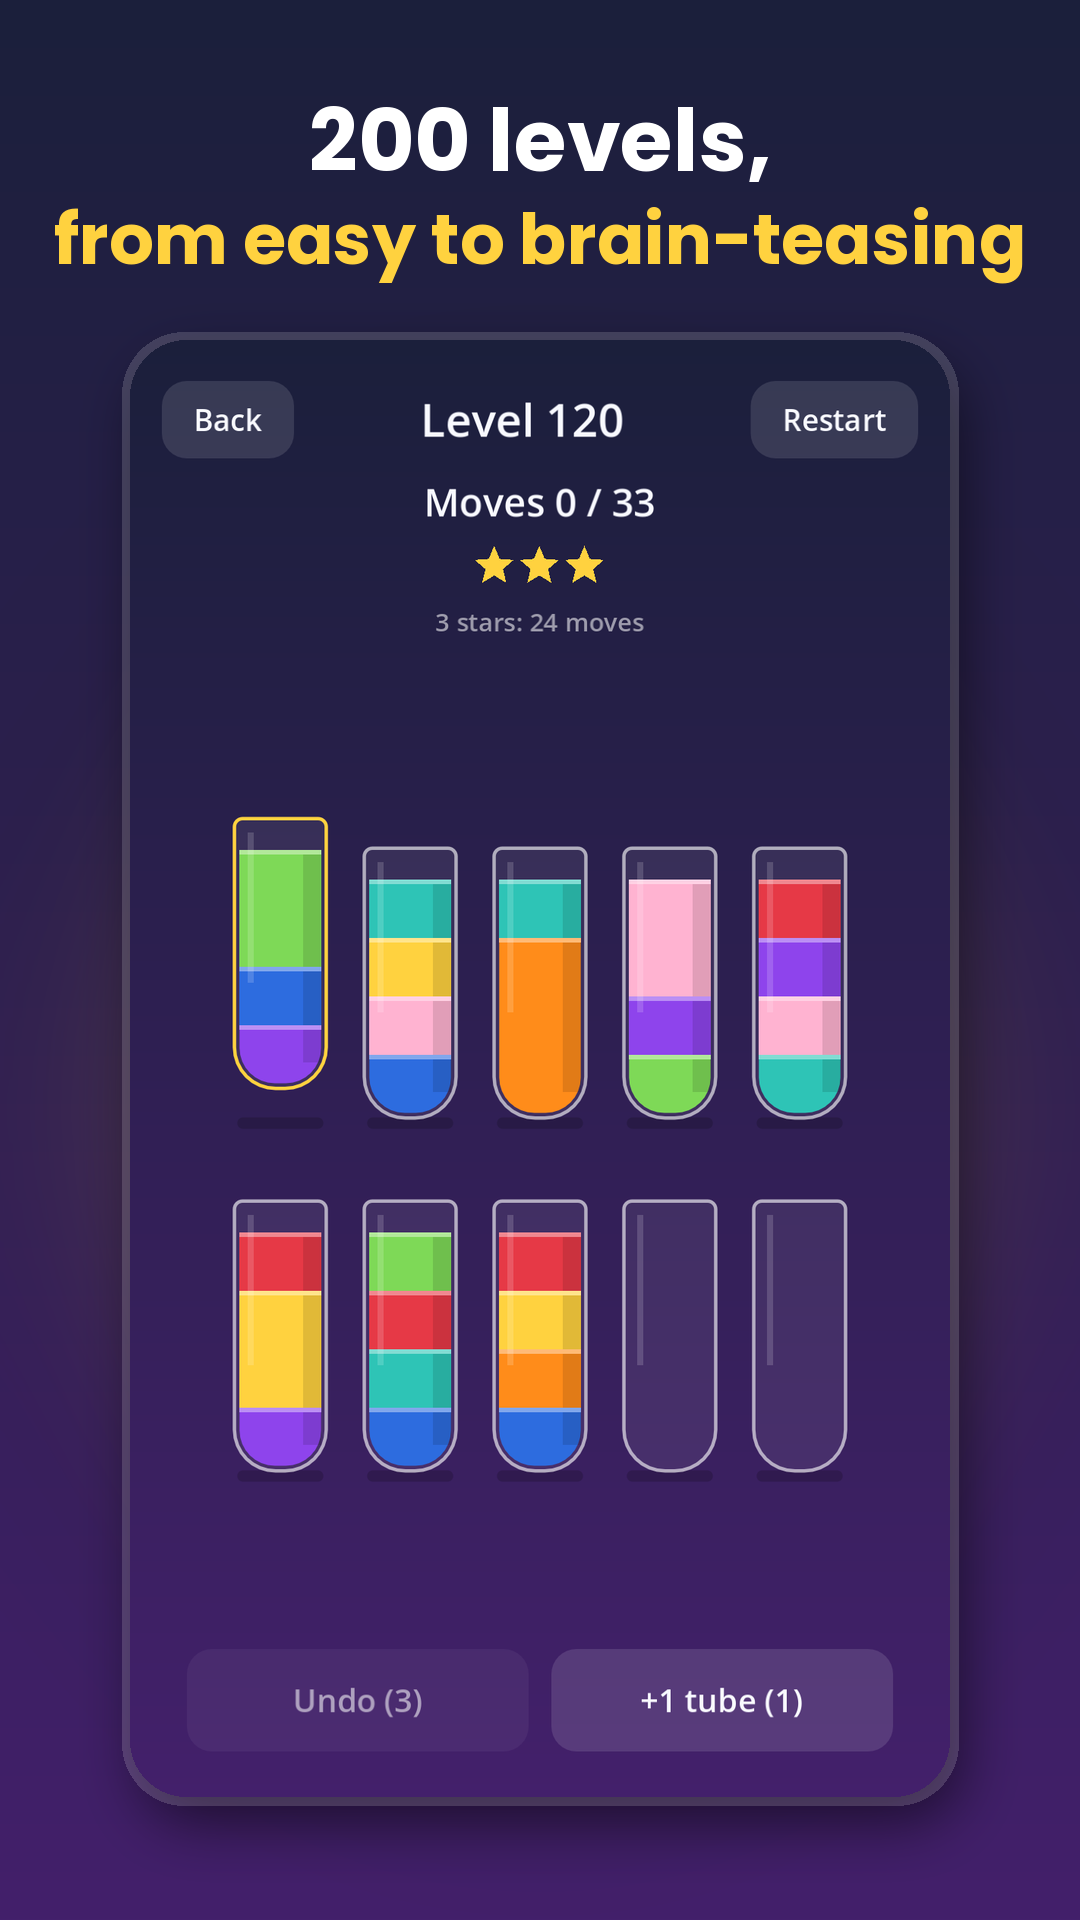 200 levels,
from easy to brain-teasing
Back
Level 120
Restart
Moves 0 / 33
3 stars: 24 moves
Undo (3)
+1 tube (1)